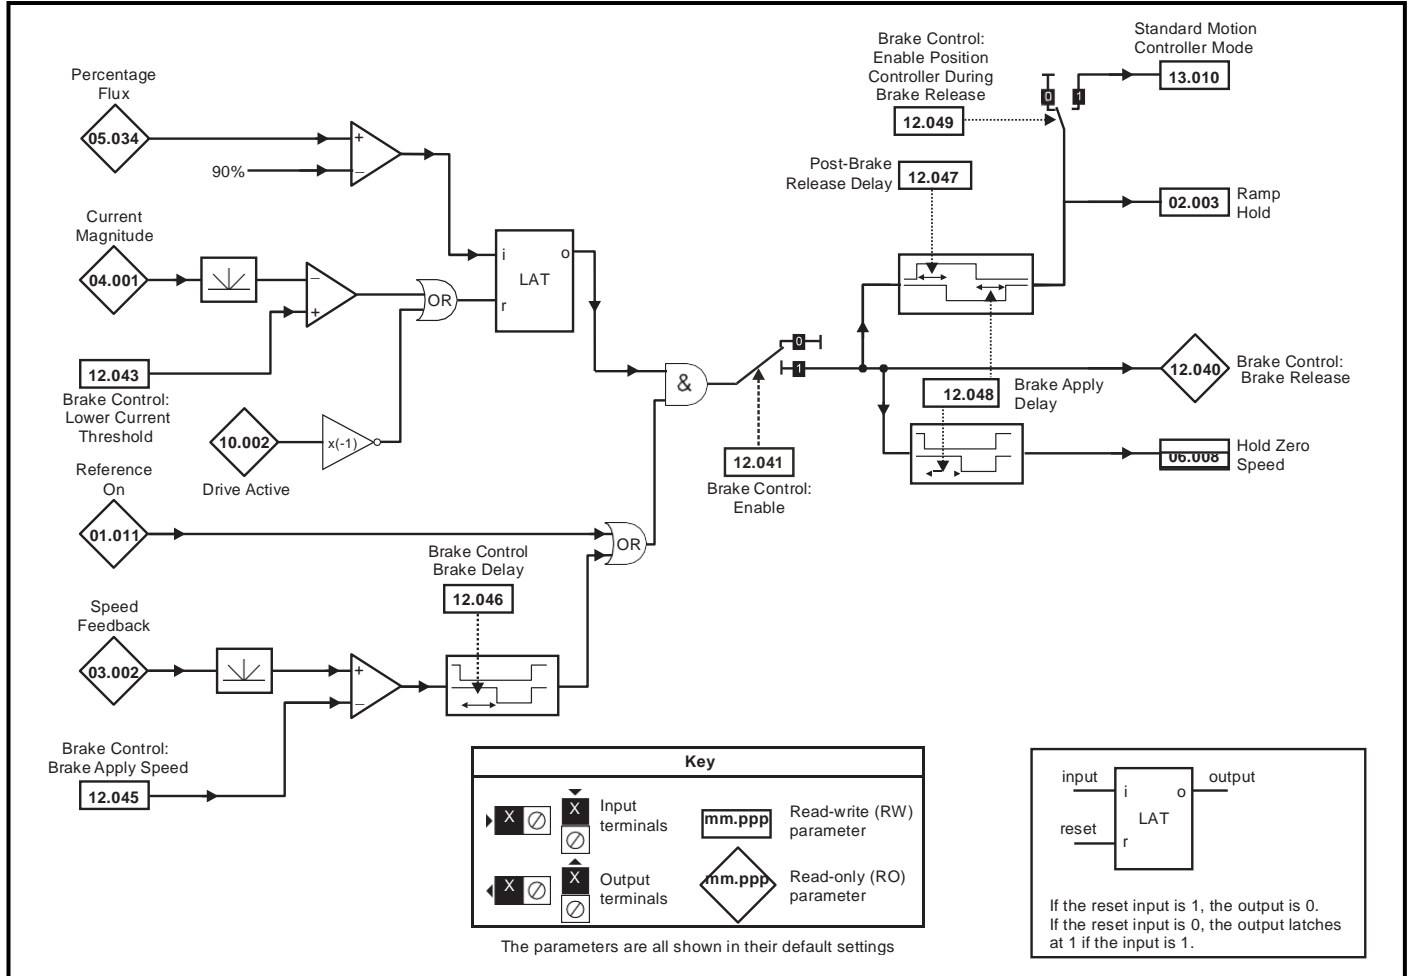 Percentage
Flux
05.034
+
90%
–
Current
Magnitude
04.001
–
+
12.043
Brake Control:
Lower Current
Threshold
10.002
Drive Active
x(-1)
OR
i
o
LAT
r
Reference
On
01.011
OR
Speed
Feedback
03.002
+
–
Brake Control:
Brake Apply Speed
12.045
Brake Control
Brake Delay
12.046
&
0
1
12.041
Brake Control:
Enable
Brake Control:
Enable Position
Controller During
Brake Release
12.049
0
1
Standard Motion
Controller Mode
13.010
Post-Brake
Release Delay
12.047
02.003
Ramp
Hold
12.040
Brake Control:
Brake Release
12.048
Brake Apply
Delay
06.008
Hold Zero
Speed
Key
X
X
Input
terminals
mm.ppp
Read-write (RW)
parameter
X
X
Output
terminals
mm.ppp
Read-only (RO)
parameter
The parameters are all shown in their default settings
input
output
i
o
LAT
reset
r
If the reset input is 1, the output is 0.
If the reset input is 0, the output latches
at 1 if the input is 1.